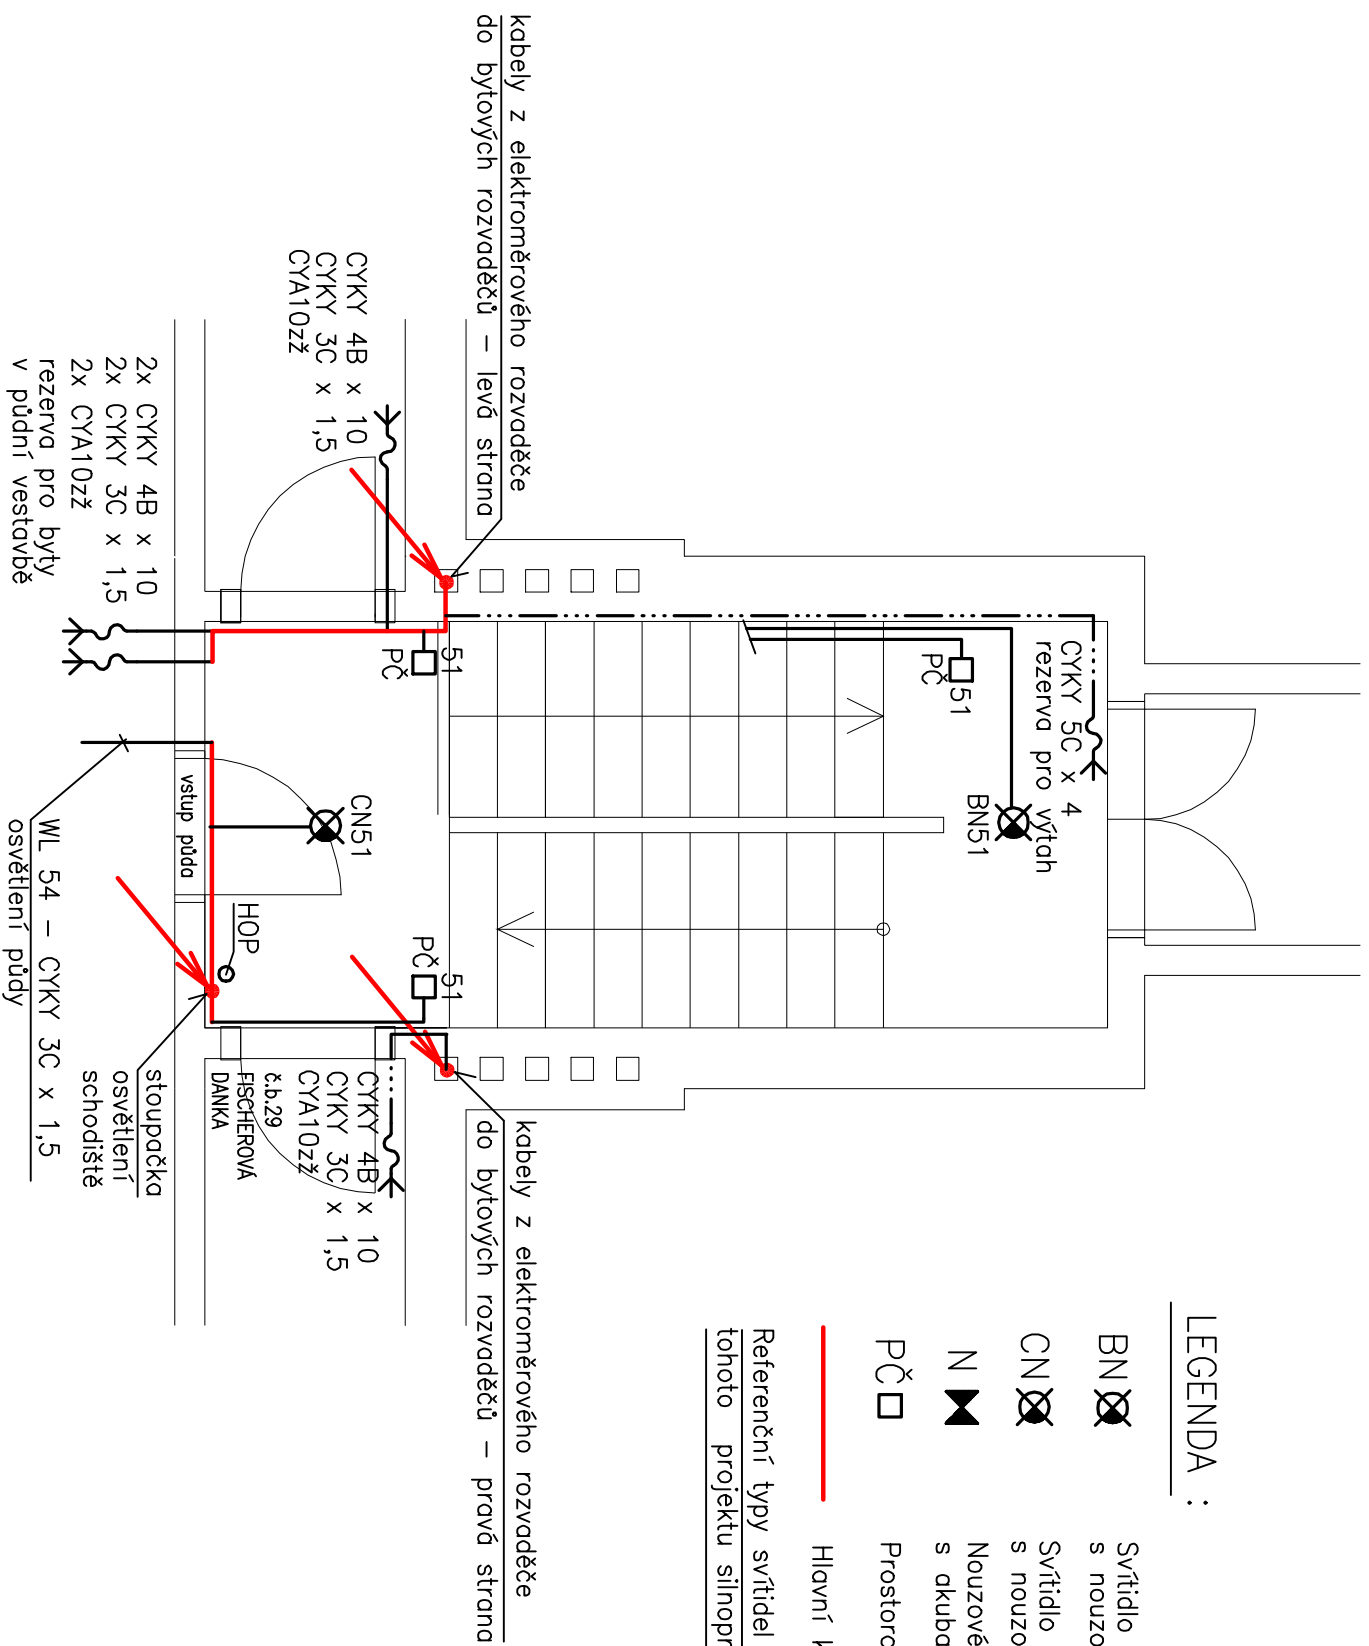 kabely z elektroměrového rozvaděče
do bytových rozvaděčů – levá strana
CYKY 4B x 10
CYKY 3C x 1,5
CYA10zž
2x CYKY 4B x 10
2x CYKY 3C x 1,5
2x CYA10zž
rezerva pro byty
v půdní vestavbě
CYKY 5C x 4
rezerva pro výtah
51
PČ
BN51
51
PČ
CN51
vstup půda
51
PČ
HOP
WL 54 – CYKY 3C x 1,5
osvětlení půdy
stoupačka
osvětlení
schodiště
CYKY 4B x 10
CYKY 3C x 1,5
CYA10zž
č.b.29
FISCHEROVÁ
DANKA
kabely z elektroměrového rozvaděče
do bytových rozvaděčů – pravá strana
LEGENDA :
BN Svítidlo
s nouzo
CN Svítidlo
s nouzo
N Nouzové
s akuba
PČ Prostoro
Hlavní k
Referenční typy svítidel
tohoto projektu silnopr